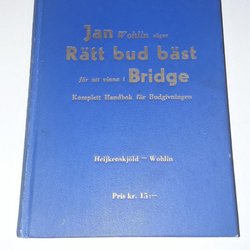 Jan Wohlin säger
Rätt bud bäst
för att vinna i Bridge
Komplett Handbok för Budgivningen
Heijkenskjöld — Wohlin
Pris kr. 15:—